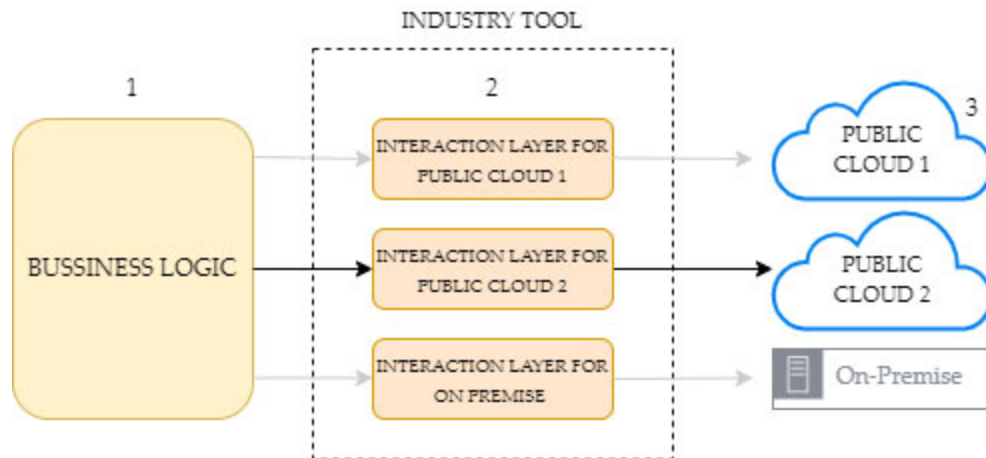 INDUSTRY TOOL
1
2
3
INTERACTION LAYER FOR
PUBLIC CLOUD 1
PUBLIC
CLOUD 1
BUSSINESS LOGIC
INTERACTION LAYER FOR
PUBLIC CLOUD 2
PUBLIC
CLOUD 2
INTERACTION LAYER FOR
ON PREMISE
On-Premise